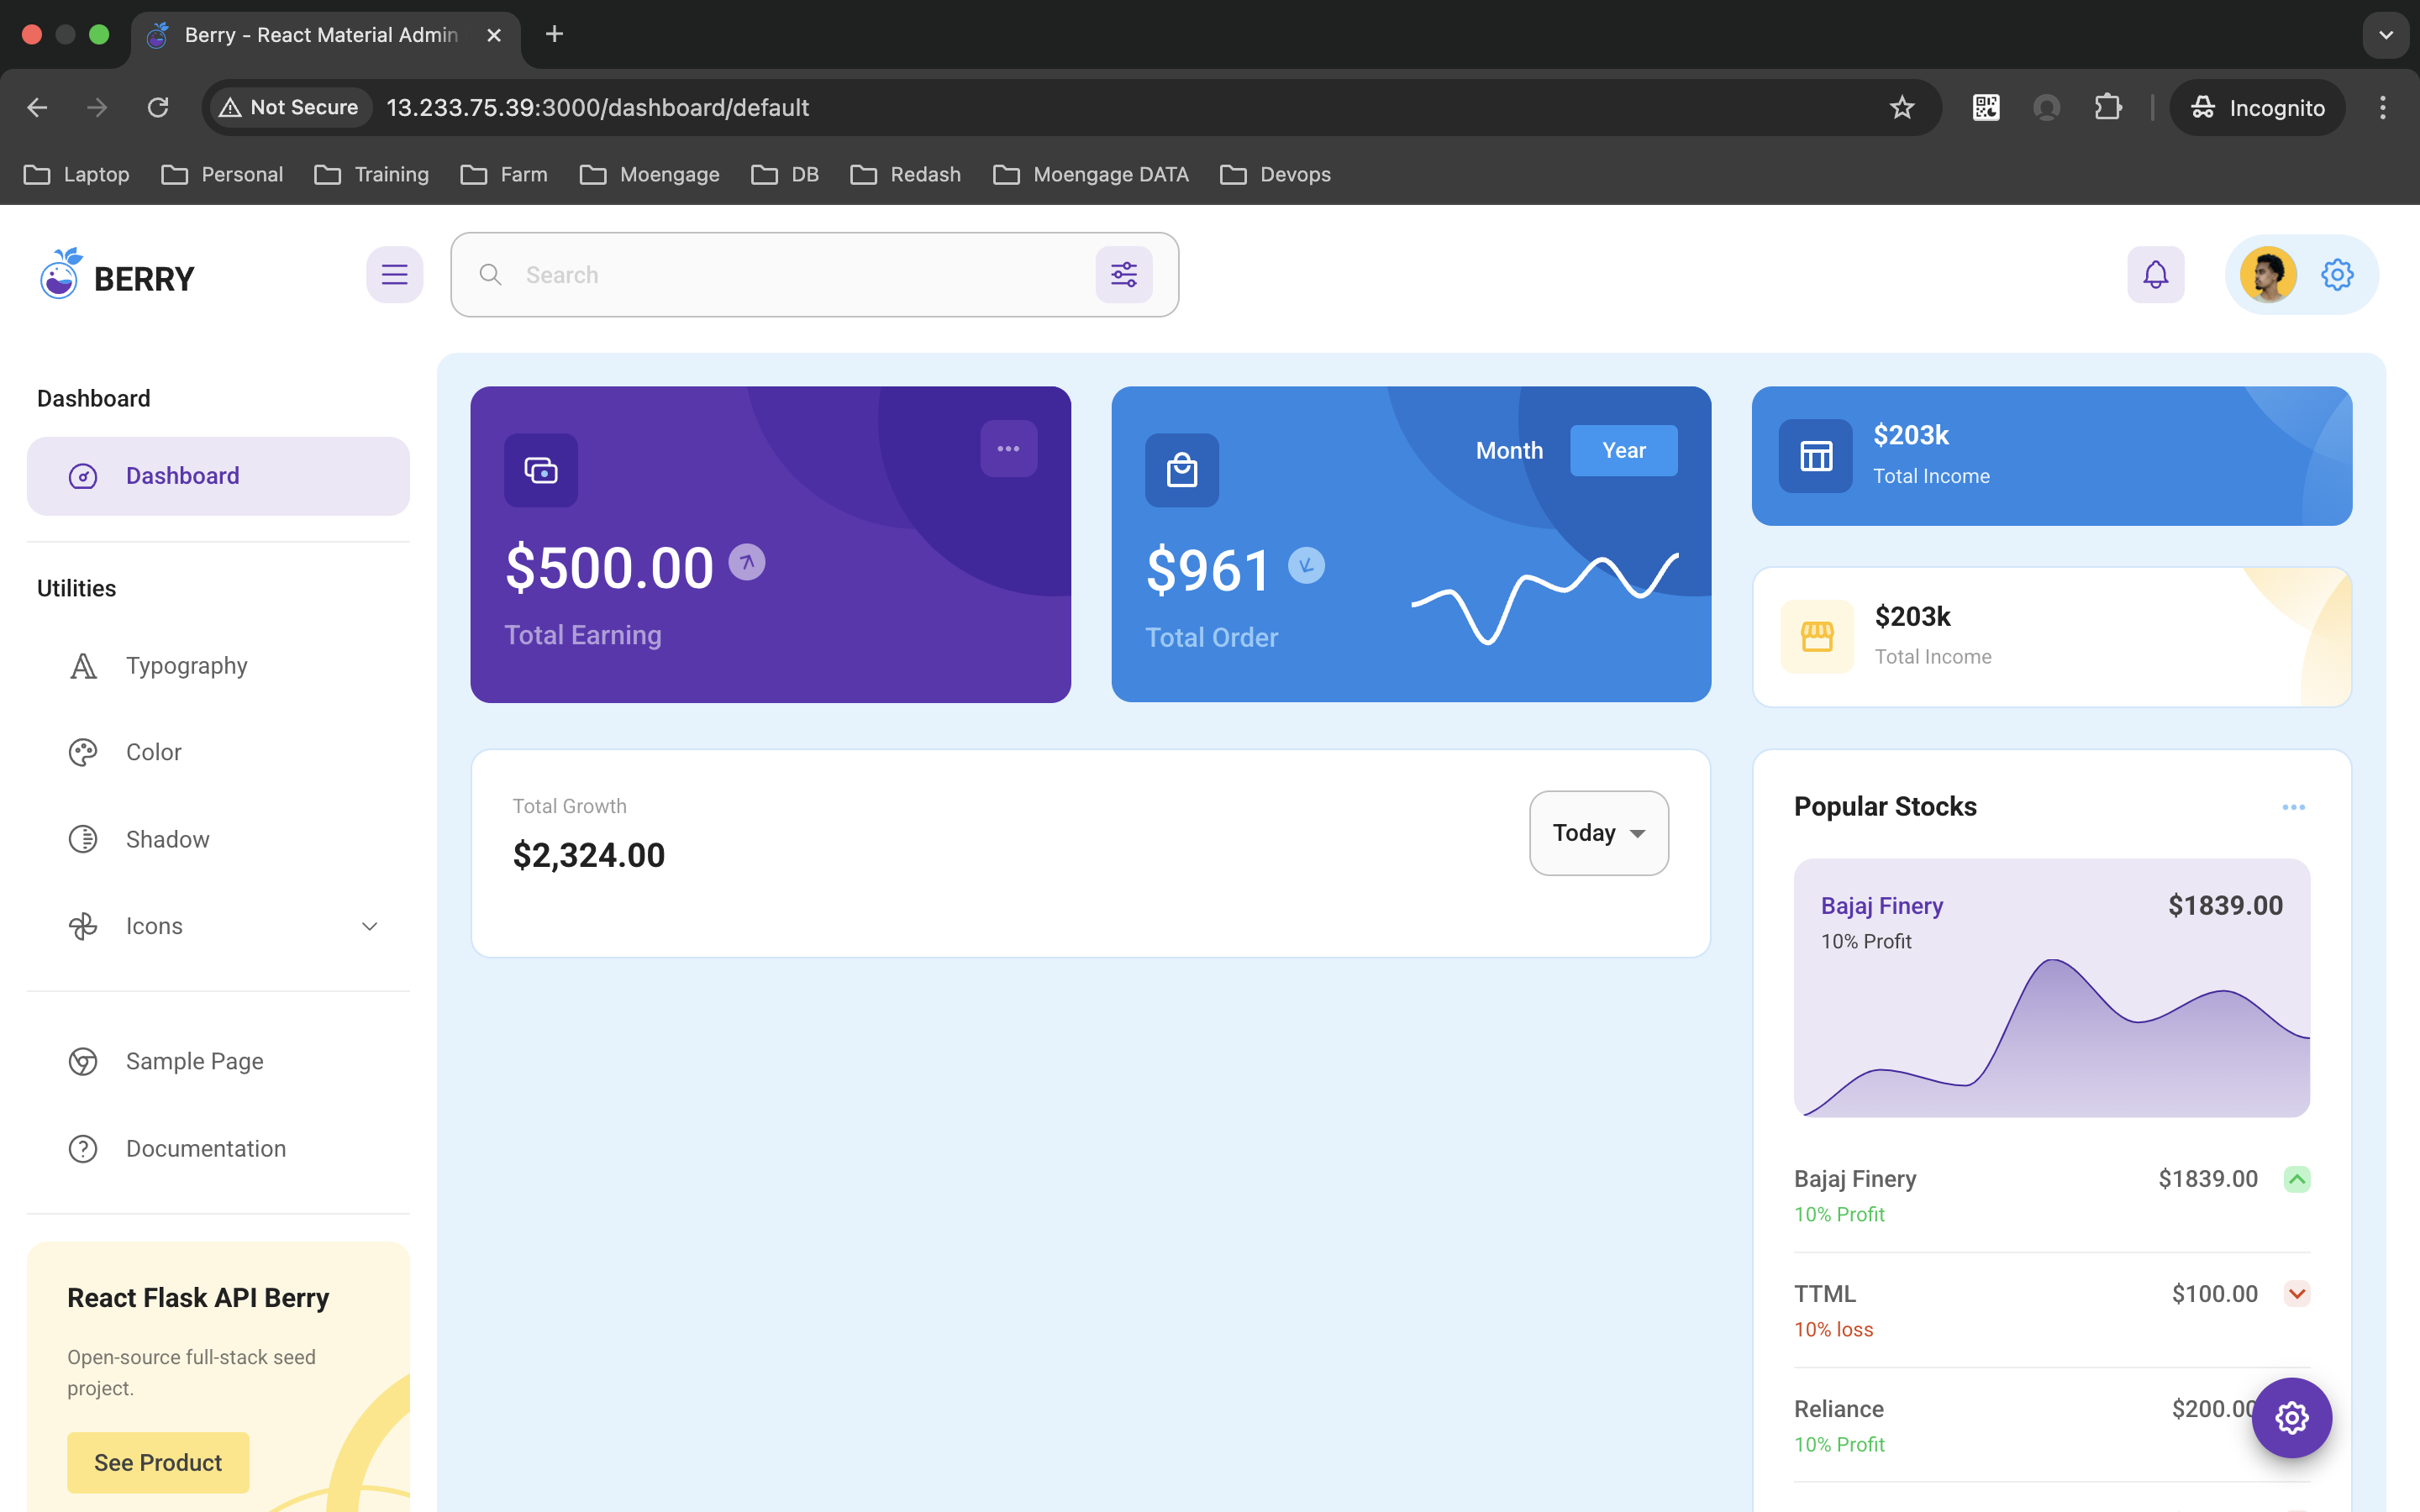 Berry - React Material Admin
Not Secure
13.233.75.39:3000/dashboard/default
Incognito
Laptop
Personal
Training
Farm
Moengage
DB
Redash
Moengage DATA
Devops
BERRY
Search
Dashboard
Dashboard
Utilities
Typography
Color
Shadow
Icons
Sample Page
Documentation
React Flask API Berry
Open-source full-stack seed
project.
See Product
$500.00
Total Earning
Month
Year
$961
Total Order
$203k
Total Income
$203k
Total Income
Total Growth
$2,324.00
Today
Popular Stocks
Bajaj Finery
$1839.00
10% Profit
Bajaj Finery
$1839.00
10% Profit
TTML
$100.00
10% loss
Reliance
$200.00
10% Profit